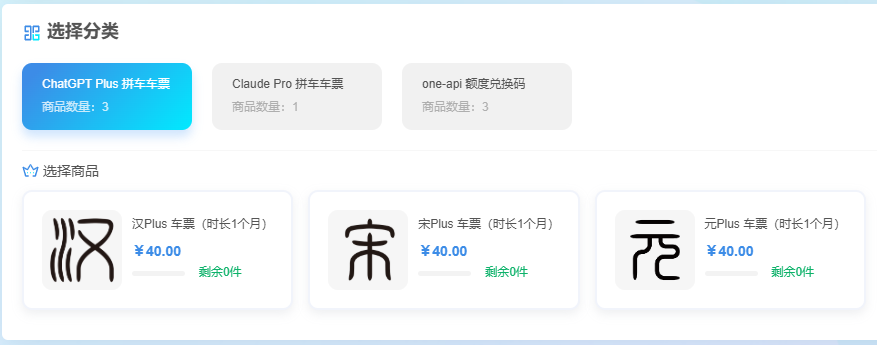 选择分类
ChatGPT Plus 拼车车票
商品数量：3
Claude Pro 拼车车票
商品数量：1
one-api 额度兑换码
商品数量：3
选择商品
汉
汉Plus 车票（时长1个月）
￥40.00
剩余0件
宋
宋Plus 车票（时长1个月）
￥40.00
剩余0件
元
元Plus 车票（时长1个月）
￥40.00
剩余0件